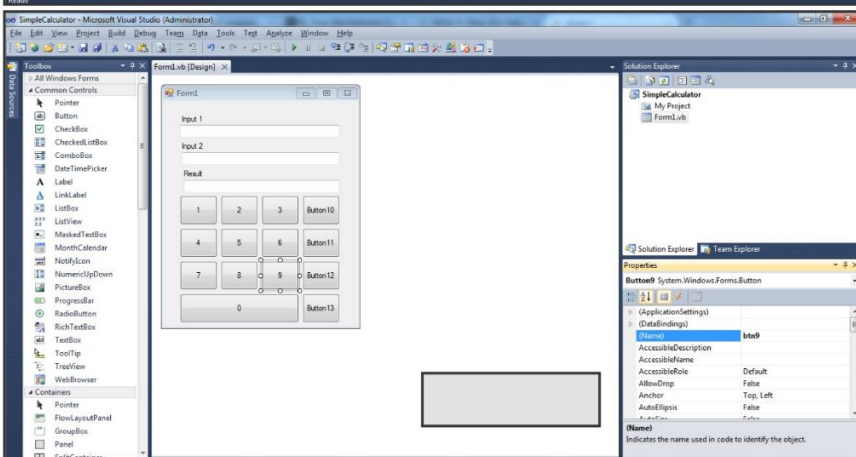 Ready
SimpleCalculator - Microsoft Visual Studio (Administrator)
File Edit View Project Build Debug Team Data Tools Test Analyze Window Help
Toolbox
Form1.vb [Design]
Solution Explorer
Data Sources
All Windows Forms
Common Controls
Pointer
Button
CheckBox
CheckedListBox
ComboBox
DateTimePicker
Label
LinkLabel
ListBox
ListView
MaskedTextBox
MonthCalendar
NotifyIcon
NumericUpDown
PictureBox
ProgressBar
RadioButton
RichTextBox
TextBox
ToolTip
TreeView
WebBrowser
Containers
Pointer
FlowLayoutPanel
GroupBox
Panel
SplitContainer
Form1
Input 1
Input 2
Result
1 2 3 Button10
4 5 6 Button11
7 8 9 Button12
0 Button13
SimpleCalculator
My Project
Form1.vb
Solution Explorer Team Explorer
Properties
Button9 System.Windows.Forms.Button
(ApplicationSettings)
(DataBindings)
(Name) btn9
AccessibleDescription
AccessibleName
AccessibleRole Default
AllowDrop False
Anchor Top, Left
AutoEllipsis False
AutoSize False
(Name)
Indicates the name used in code to identify the object.